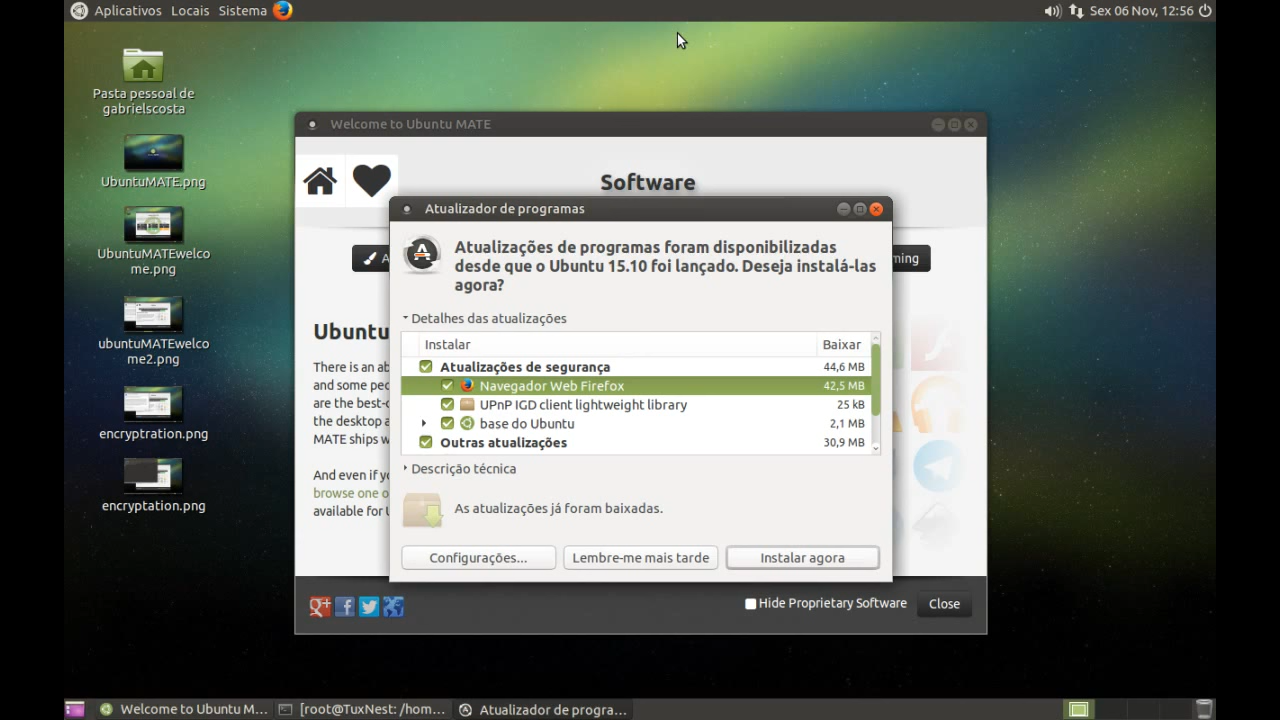 Aplicativos Locais Sistema
Sex 06 Nov, 12:56
Pasta pessoal de
gabrielscosta
UbuntuMATE.png
UbuntuMATEwelco
me.png
ubuntuMATEwelco
me2.png
encryptration.png
encryptation.png
Welcome to Ubuntu MATE
Software
Atualizador de programas
Atualizações de programas foram disponibilizadas
desde que o Ubuntu 15.10 foi lançado. Deseja instalá-las
agora?
Detalhes das atualizações
Instalar Baixar
Atualizações de segurança 44,6 MB
Navegador Web Firefox 42,5 MB
UPnP IGD client lightweight library 25 kB
base do Ubuntu 2,1 MB
Outras atualizações 30,9 MB
Descrição técnica
As atualizações já foram baixadas.
Configurações... Lembre-me mais tarde Instalar agora
A
ming
Ubuntu
There is an ab
and some peo
are the best-c
the desktop a
MATE ships w
And even if yo
browse one o
available for U
Hide Proprietary Software Close
Welcome to Ubuntu M... [root@TuxNest: /hom... Atualizador de progra...